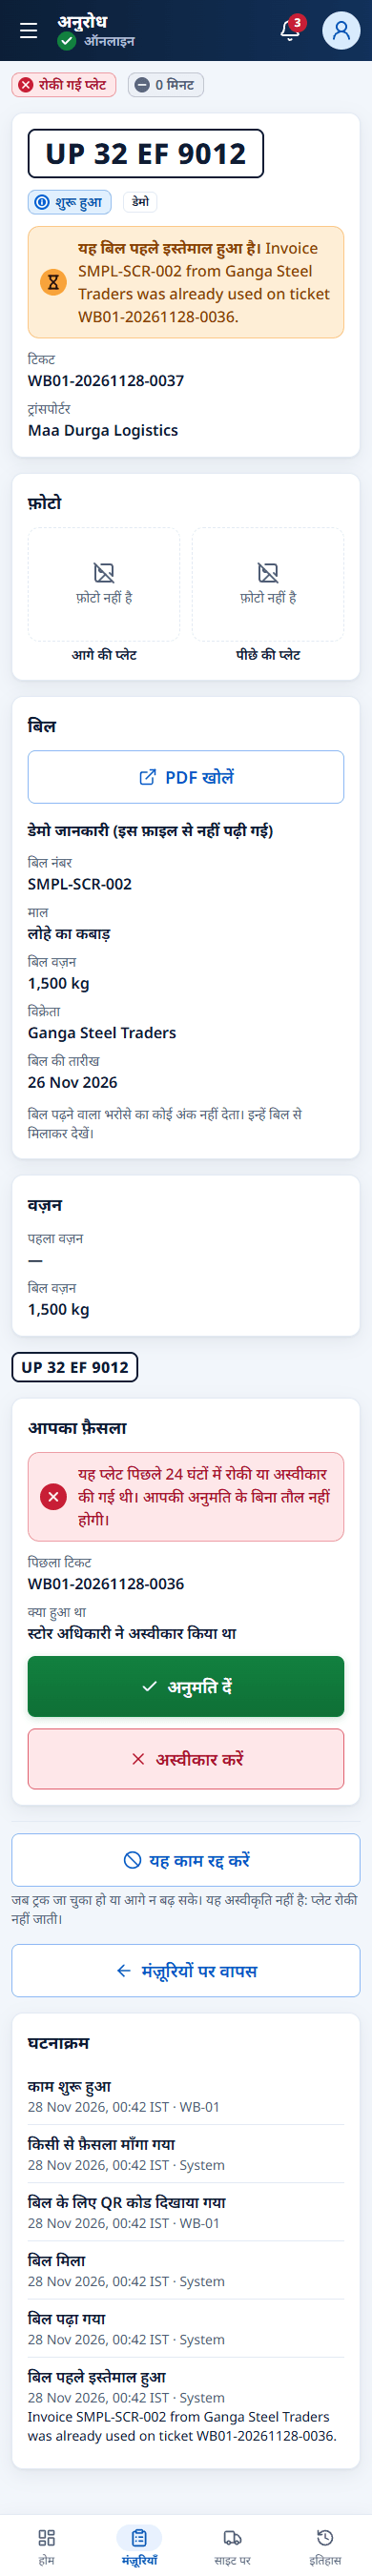 अनुरोध
ऑनलाइन
3
रोकी गई प्लेट
0 मिनट
UP 32 EF 9012
शुरू हुआ
डेमो
यह बिल पहले इस्तेमाल हुआ है। Invoice
SMPL-SCR-002 from Ganga Steel
Traders was already used on ticket
WB01-20261128-0036.
टिकट
WB01-20261128-0037
ट्रांसपोर्टर
Maa Durga Logistics
फ़ोटो
फ़ोटो नहीं है
फ़ोटो नहीं है
आगे की प्लेट
पीछे की प्लेट
बिल
PDF खोलें
डेमो जानकारी (इस फ़ाइल से नहीं पढ़ी गई)
बिल नंबर
SMPL-SCR-002
माल
लोहे का कबाड़
बिल वज़न
1,500 kg
विक्रेता
Ganga Steel Traders
बिल की तारीख
26 Nov 2026
बिल पढ़ने वाला भरोसे का कोई अंक नहीं देता। इन्हें बिल से
मिलाकर देखें।
वज़न
पहला वज़न
—
बिल वज़न
1,500 kg
UP 32 EF 9012
आपका फ़ैसला
यह प्लेट पिछले 24 घंटों में रोकी या अस्वीकार
की गई थी। आपकी अनुमति के बिना तौल नहीं
होगी।
पिछला टिकट
WB01-20261128-0036
क्या हुआ था
स्टोर अधिकारी ने अस्वीकार किया था
अनुमति दें
अस्वीकार करें
यह काम रद्द करें
जब ट्रक जा चुका हो या आगे न बढ़ सके। यह अस्वीकृति नहीं है: प्लेट रोकी
नहीं जाती।
मंज़ूरियों पर वापस
घटनाक्रम
काम शुरू हुआ
28 Nov 2026, 00:42 IST · WB-01
किसी से फ़ैसला माँगा गया
28 Nov 2026, 00:42 IST · System
बिल के लिए QR कोड दिखाया गया
28 Nov 2026, 00:42 IST · WB-01
बिल मिला
28 Nov 2026, 00:42 IST · System
बिल पढ़ा गया
28 Nov 2026, 00:42 IST · System
बिल पहले इस्तेमाल हुआ
28 Nov 2026, 00:42 IST · System
Invoice SMPL-SCR-002 from Ganga Steel Traders
was already used on ticket WB01-20261128-0036.
होम
मंज़ूरियाँ
साइट पर
इतिहास